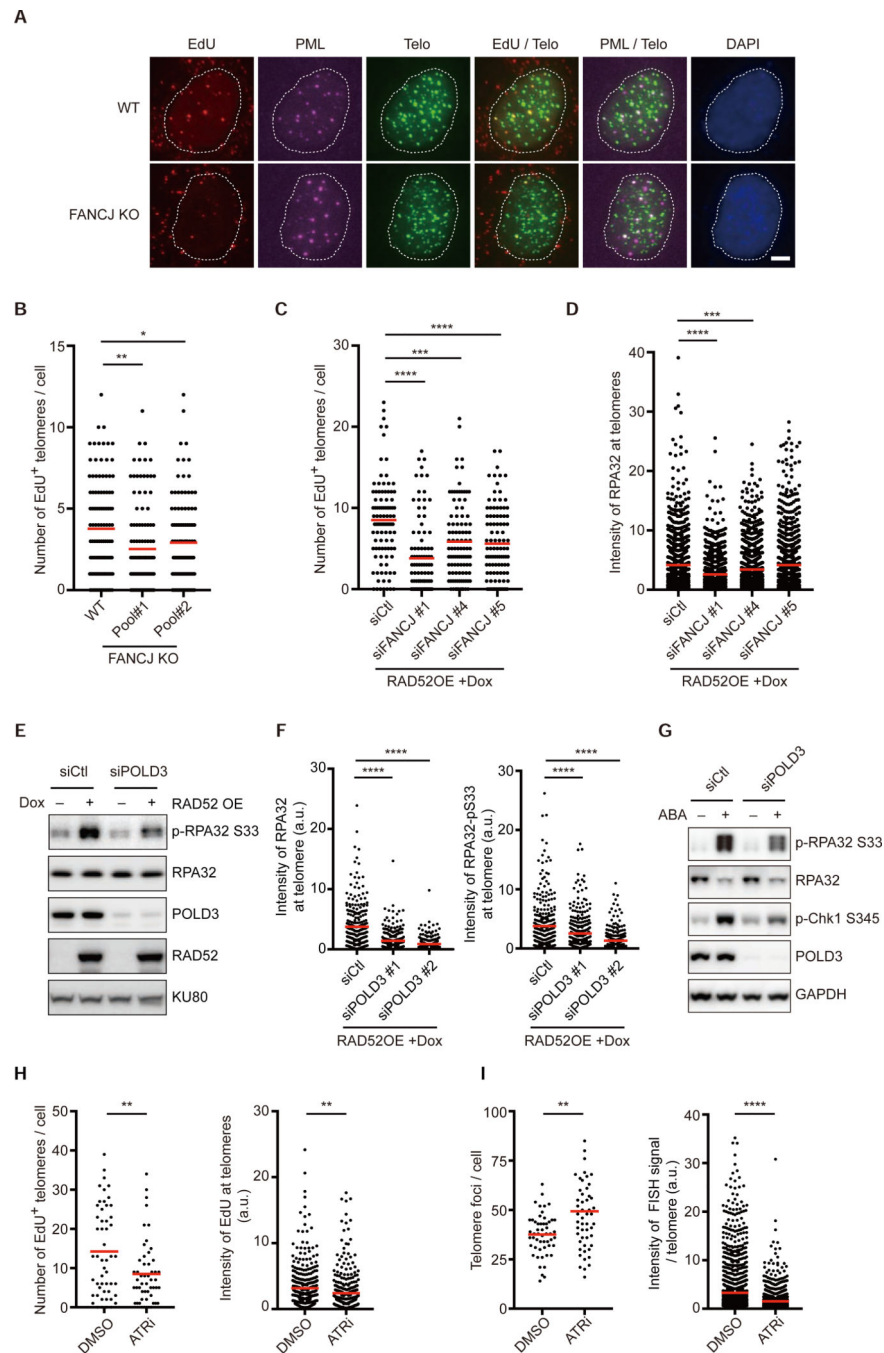 A
EdU PML Telo EdU / Telo PML / Telo DAPI
WT
FANCJ KO
B
Number of EdU⁺ telomeres / cell
15
10
5
0
*
**
WT Pool#1 Pool#2
FANCJ KO
C
Number of EdU⁺ telomeres / cell
30
20
10
0
****
***
****
siCtl siFANCJ #1 siFANCJ #4 siFANCJ #5
RAD52OE +Dox
D
Intensity of RPA32 at telomeres
40
30
20
10
0
***
****
siCtl siFANCJ #1 siFANCJ #4 siFANCJ #5
RAD52OE +Dox
E
siCtl siPOLD3
Dox – + – + RAD52 OE
p-RPA32 S33
RPA32
POLD3
RAD52
KU80
F
Intensity of RPA32
at telomere (a.u.)
30
20
10
0
****
****
siCtl siPOLD3 #1 siPOLD3 #2
RAD52OE +Dox
Intensity of RPA32-pS33
at telomere (a.u.)
30
20
10
0
****
****
siCtl siPOLD3 #1 siPOLD3 #2
RAD52OE +Dox
G
siCtl siPOLD3
ABA – + – +
p-RPA32 S33
RPA32
p-Chk1 S345
POLD3
GAPDH
H
Number of EdU⁺ telomeres / cell
50
40
30
20
10
0
**
DMSO ATRi
Intensity of EdU at telomeres
(a.u.)
30
20
10
0
**
DMSO ATRi
I
Telomere foci / cell
100
75
50
25
0
**
DMSO ATRi
Intensity of FISH signal
/ telomere (a.u.)
40
30
20
10
0
****
DMSO ATRi